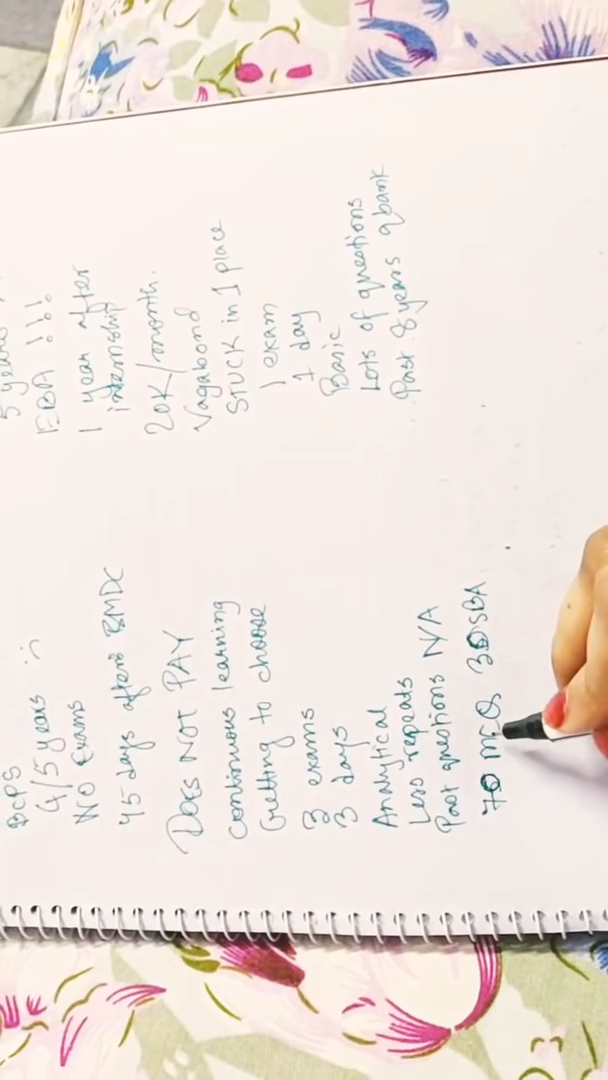 BCPS
4/5 years :)
NO Exams
45 days after BMDC
Does NOT PAY
Continuous learning
Getting to choose
3 exams
3 days
Analytical
Less repeats
Past questions N/A
70 MCQs 30 SBA
5 years
EBA !!!
1 year after
internship
20K/month.
Vagabond
STUCK in 1 place
1 exam
1 day
Basic
Lots of questions
Past 8 years qbank